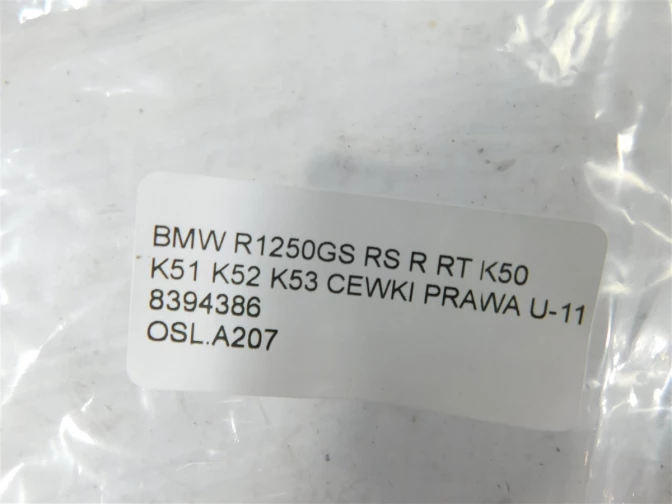 BMW R1250GS RS R RT K50
K51 K52 K53 CEWKI PRAWA U-11
8394386
OSL.A207